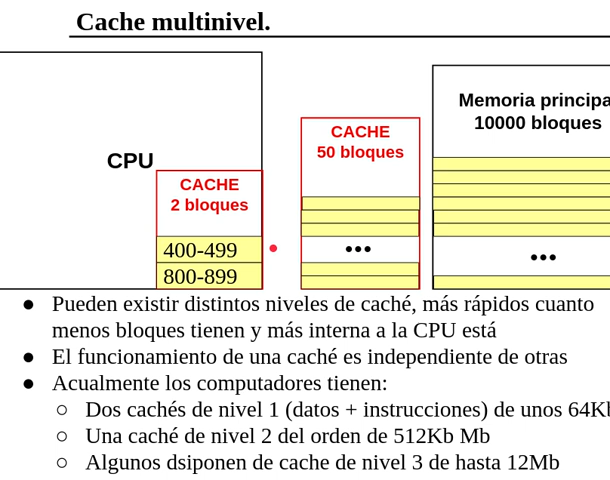 Cache multinivel.
CPU
CACHE
2 bloques
400-499
800-899
CACHE
50 bloques
•••
Memoria principa
10000 bloques
•••
● Pueden existir distintos niveles de caché, más rápidos cuanto
menos bloques tienen y más interna a la CPU está
● El funcionamiento de una caché es independiente de otras
● Acualmente los computadores tienen:
○ Dos cachés de nivel 1 (datos + instrucciones) de unos 64Kb
○ Una caché de nivel 2 del orden de 512Kb Mb
○ Algunos dsiponen de cache de nivel 3 de hasta 12Mb